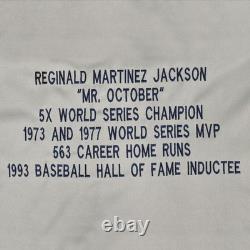 REGINALD MARTINEZ JACKSON
"MR. OCTOBER"
5X WORLD SERIES CHAMPION
1973 AND 1977 WORLD SERIES MVP
563 CAREER HOME RUNS
1993 BASEBALL HALL OF FAME INDUCTEE
ebay